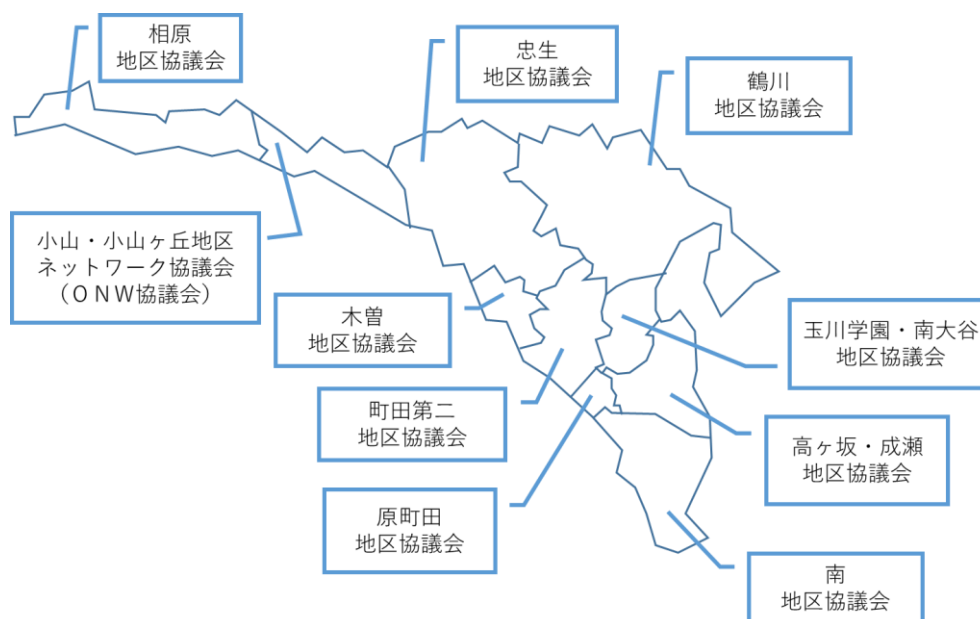 相原
地区協議会
忠生
地区協議会
鶴川
地区協議会
小山・小山ヶ丘地区
ネットワーク協議会
(ONW協議会)
木曽
地区協議会
玉川学園・南大谷
地区協議会
町田第二
地区協議会
高ヶ坂・成瀬
地区協議会
原町田
地区協議会
南
地区協議会